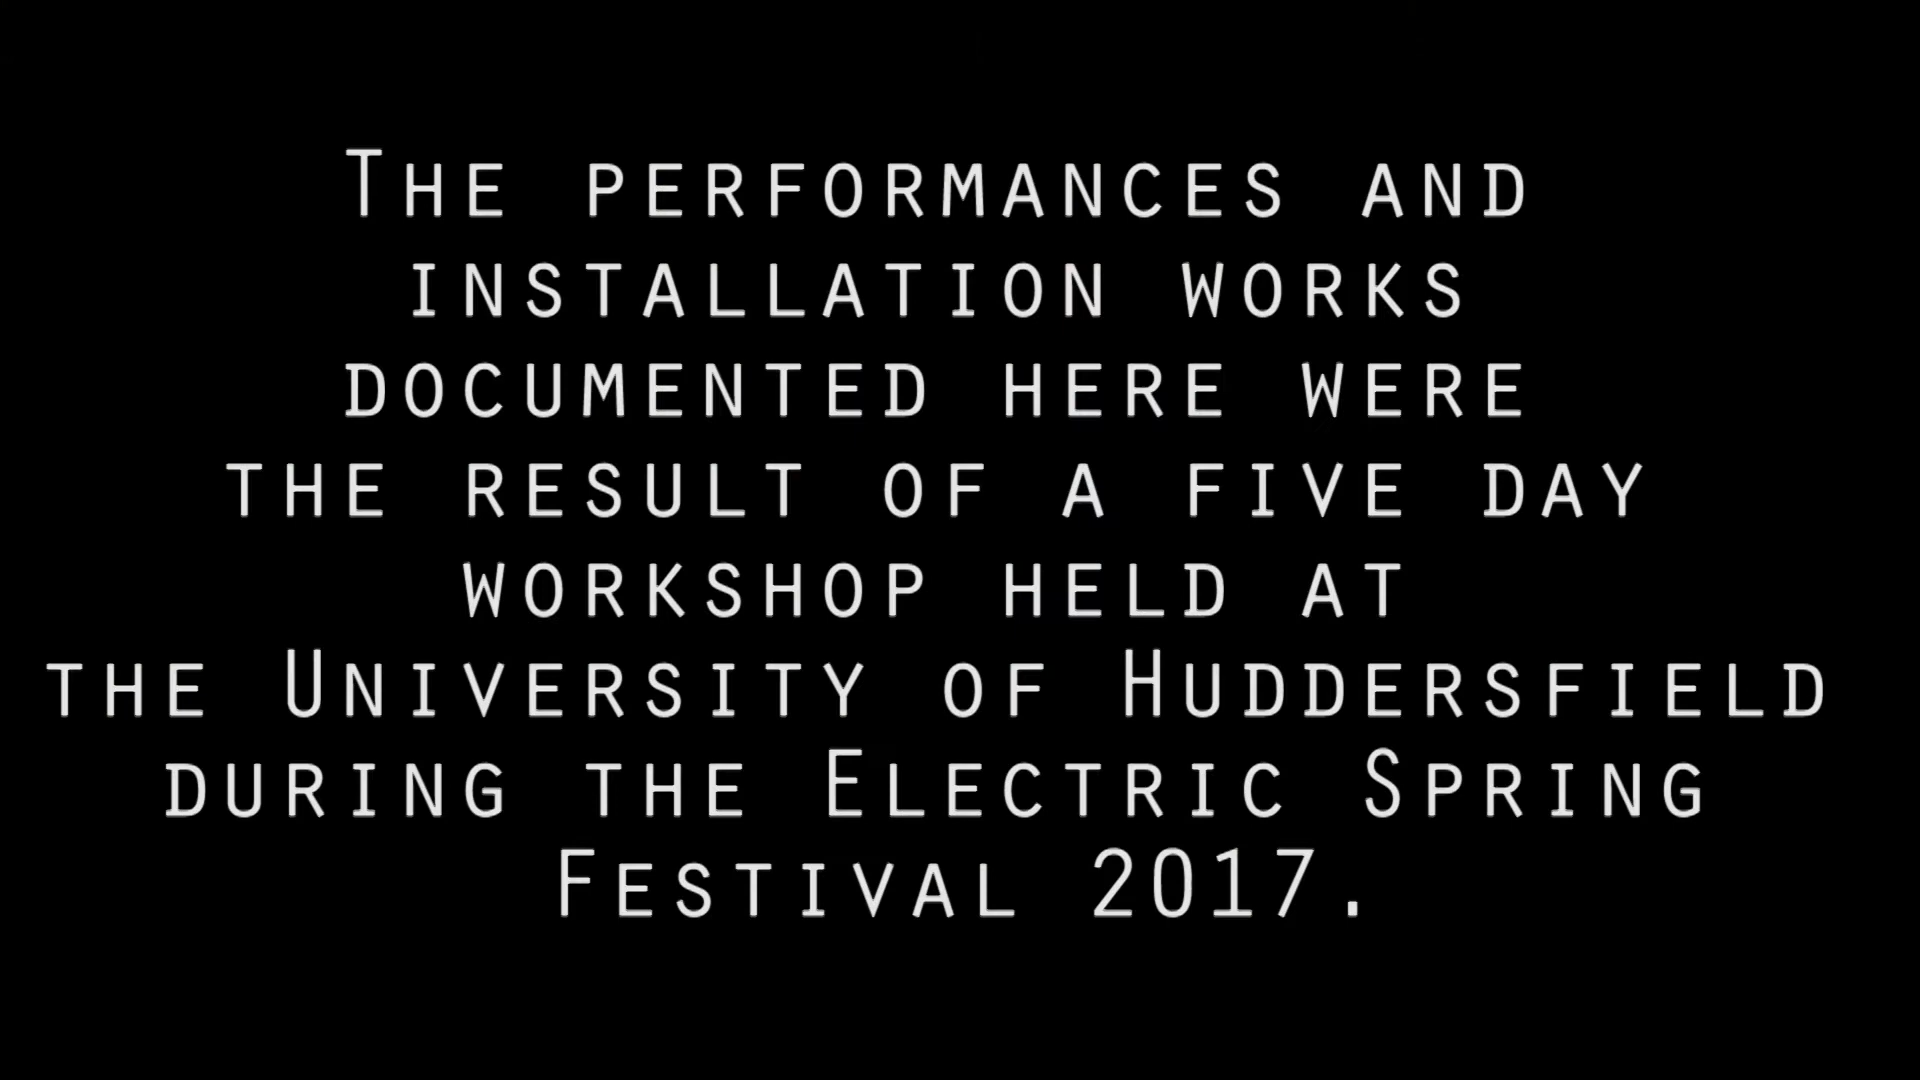 The performances and
installation works
documented here were
the result of a five day
workshop held at
the University of Huddersfield
during the Electric Spring
Festival 2017.